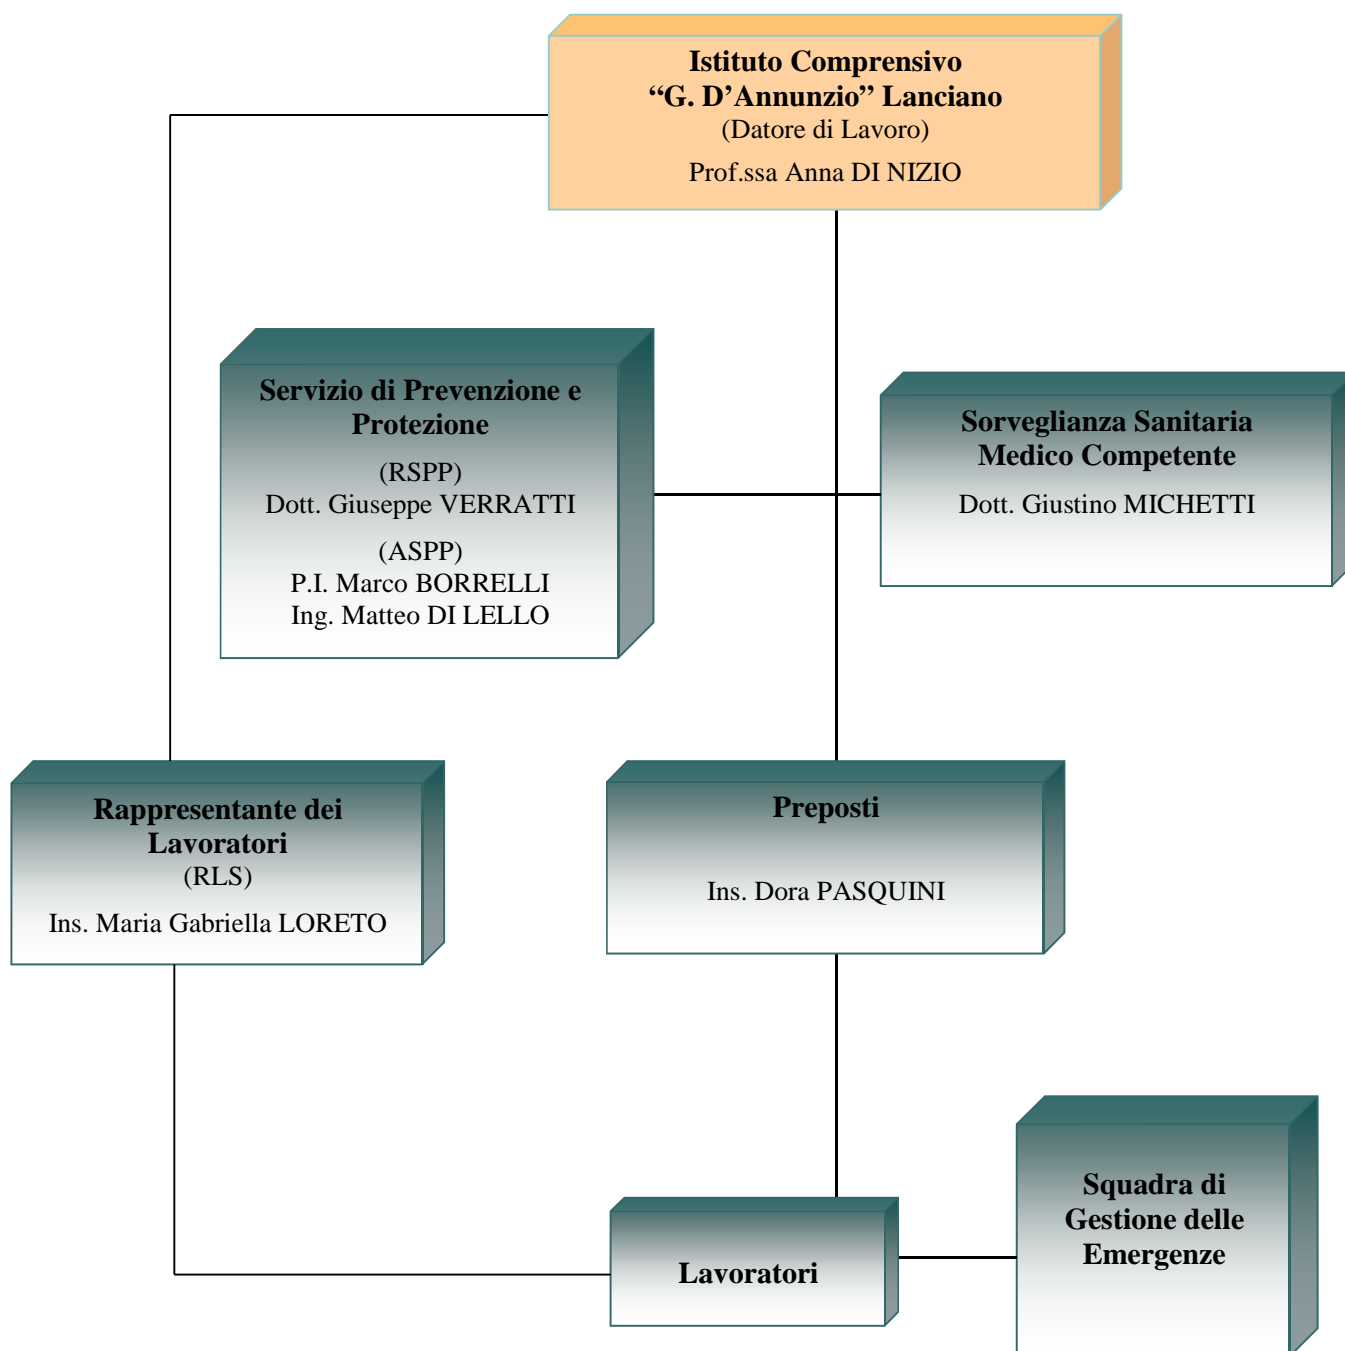 Istituto Comprensivo
“G. D’Annunzio” Lanciano
(Datore di Lavoro)
Prof.ssa Anna DI NIZIO
Servizio di Prevenzione e
Protezione
(RSPP)
Dott. Giuseppe VERRATTI
(ASPP)
P.I. Marco BORRELLI
Ing. Matteo DI LELLO
Sorveglianza Sanitaria
Medico Competente
Dott. Giustino MICHETTI
Rappresentante dei
Lavoratori
(RLS)
Ins. Maria Gabriella LORETO
Preposti
Ins. Dora PASQUINI
Lavoratori
Squadra di
Gestione delle
Emergenze